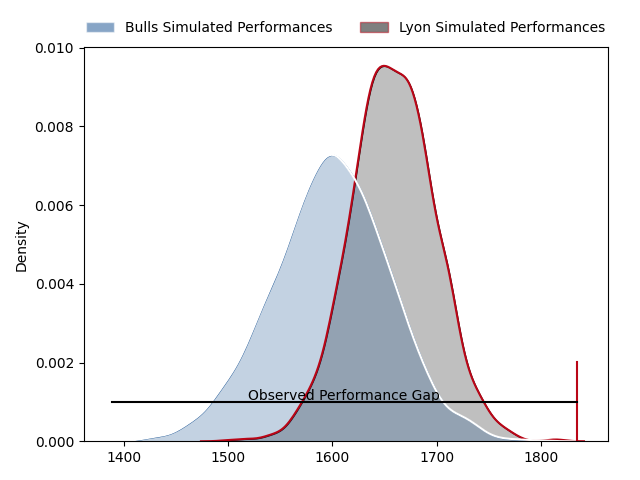 Bulls Simulated Performances
Lyon Simulated Performances
0.010
0.008
0.006
0.004
0.002
0.000
Density
Observed Performance Gap
1400
1500
1600
1700
1800